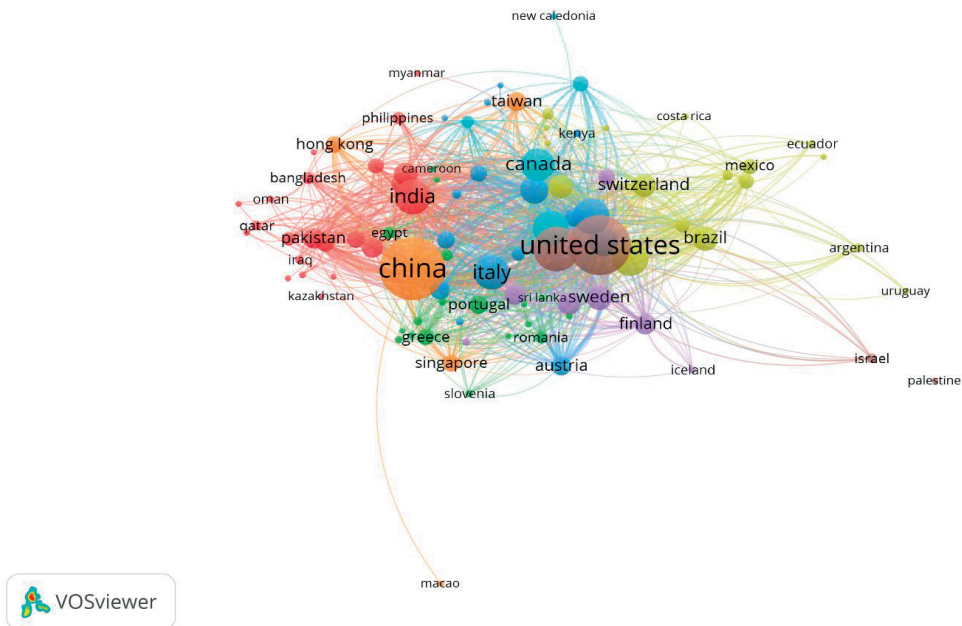 new caledonia
myanmar
taiwan
costa rica
philippines
kenya
ecuador
hong kong
canada
mexico
cameroon
bangladesh
switzerland
india
oman
qatar
egypt
pakistan
united states
brazil
argentina
iraq
china
italy
uruguay
kazakhstan
sri lanka
sweden
portugal
finland
greece
romania
singapore
austria
israel
iceland
palestine
slovenia
macao
VOSviewer